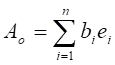 A_o = \sum_{i=1}^{n} b_i e_i